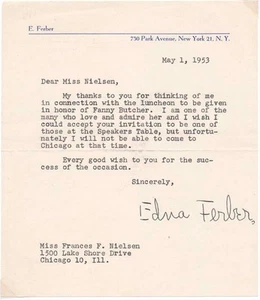 E. Ferber
730 Park Avenue, New York 21, N. Y.
May 1, 1953
Dear Miss Nielsen,
My thanks to you for thinking of me
in connection with the luncheon to be given
in honor of Fanny Butcher. I am one of the
many who love and admire her and I wish I
could accept your invitation to be one of
those at the Speakers Table, but unfortu-
nately I will not be able to come to
Chicago at that time.
Every good wish to you for the suc-
cess of the occasion.
Sincerely,
Edna Ferber
Miss Frances F. Nielsen
1500 Lake Shore Drive
Chicago 10, Ill.